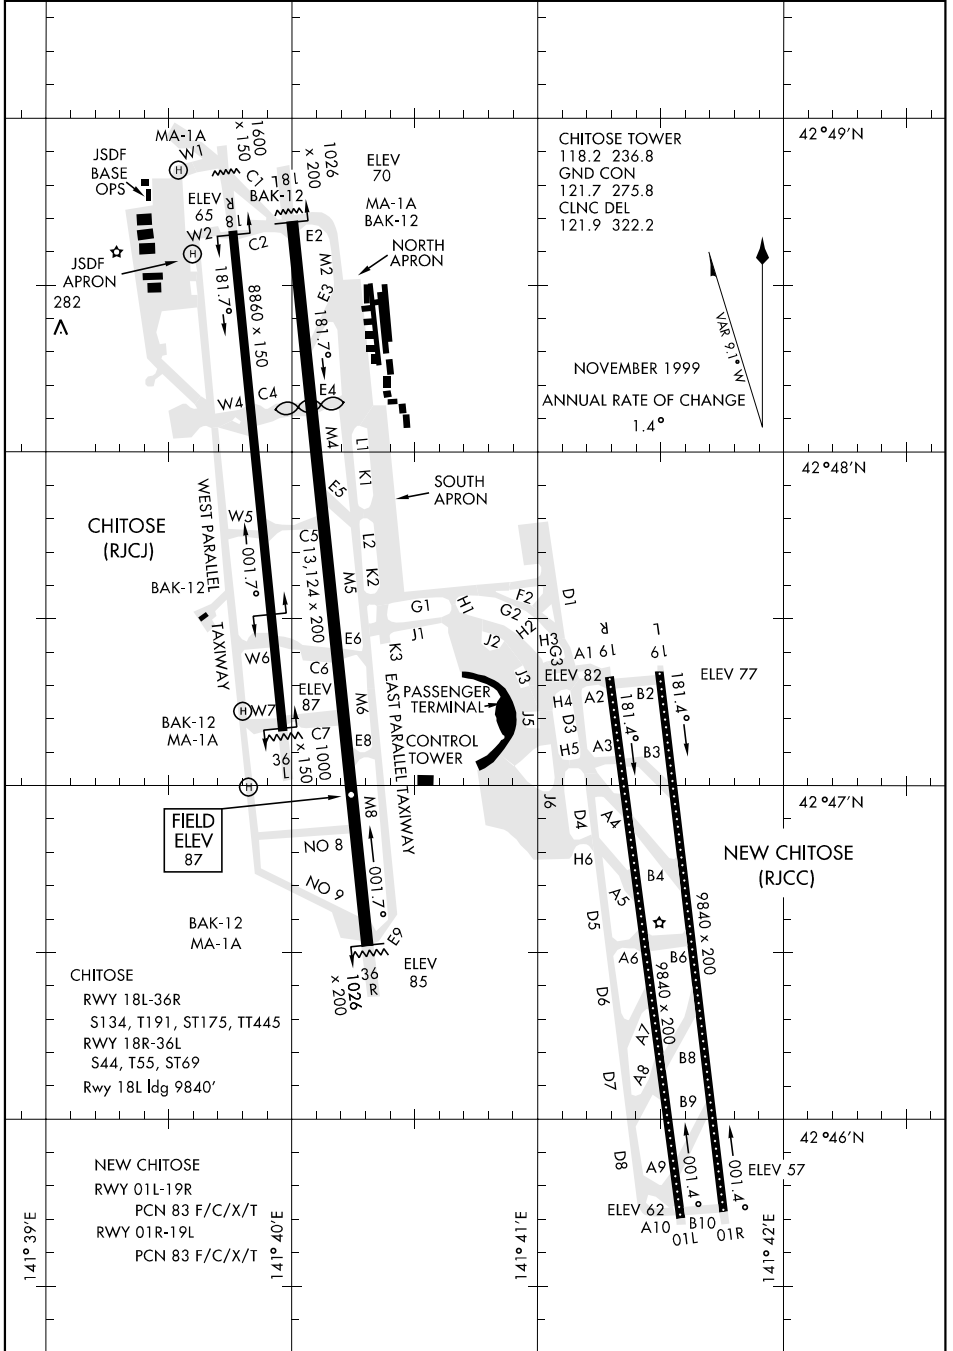 MA-1A
W1
1600
x 150
C1
18L
1026
x 200
ELEV
70
MA-1A
BAK-12
CHITOSE TOWER
118.2 236.8
GND CON
121.7 275.8
CLNC DEL
121.9 322.2
42°49'N
JSDF
BASE
OPS
H
ELEV
65
18
R
BAK-12
W2
H
C2
E2
M2
E3
NORTH
APRON
JSDF
APRON
282
181.7°
8860 x 150
181.7°
VAR 9.1° W
NOVEMBER 1999
ANNUAL RATE OF CHANGE
1.4°
W4
C4
E4
M4
L1
K1
E5
42°48'N
SOUTH
APRON
CHITOSE
(RJCJ)
WEST PARALLEL
TAXIWAY
W5
001.7°
C5
13,124 x 200
L2
K2
M5
BAK-12
G1
H1
F2
G2
H2
D1
J1
J2
H3
G3
E6
K3
W6
C6
J3
A1
19
R
19
L
ELEV 82
ELEV 77
ELEV
87
H
W7
M6
EAST PARALLEL TAXIWAY
PASSENGER
TERMINAL
J5
H4
A2
B2
D3
181.4°
181.4°
BAK-12
MA-1A
36
L
C7
1000
x 150
E8
CONTROL
TOWER
H5
A3
B3
H
42°47'N
FIELD
ELEV
87
M8
J6
D4
A4
NO 8
NO 9
001.7°
H6
B4
NEW CHITOSE
(RJCC)
A5
D5
9840 x 200
BAK-12
MA-1A
E9
36
R
1026
x 200
ELEV
85
A6
B6
9840 x 200
D6
A7
CHITOSE
RWY 18L-36R
S134, T191, ST175, TT445
RWY 18R-36L
S44, T55, ST69
Rwy 18L ldg 9840'
B8
A8
D7
B9
42°46'N
NEW CHITOSE
RWY 01L-19R
PCN 83 F/C/X/T
RWY 01R-19L
PCN 83 F/C/X/T
D8
A9
001.4°
001.4°
ELEV 57
ELEV 62
A10
B10
01L
01R
141°39'E
141°40'E
141°41'E
141°42'E